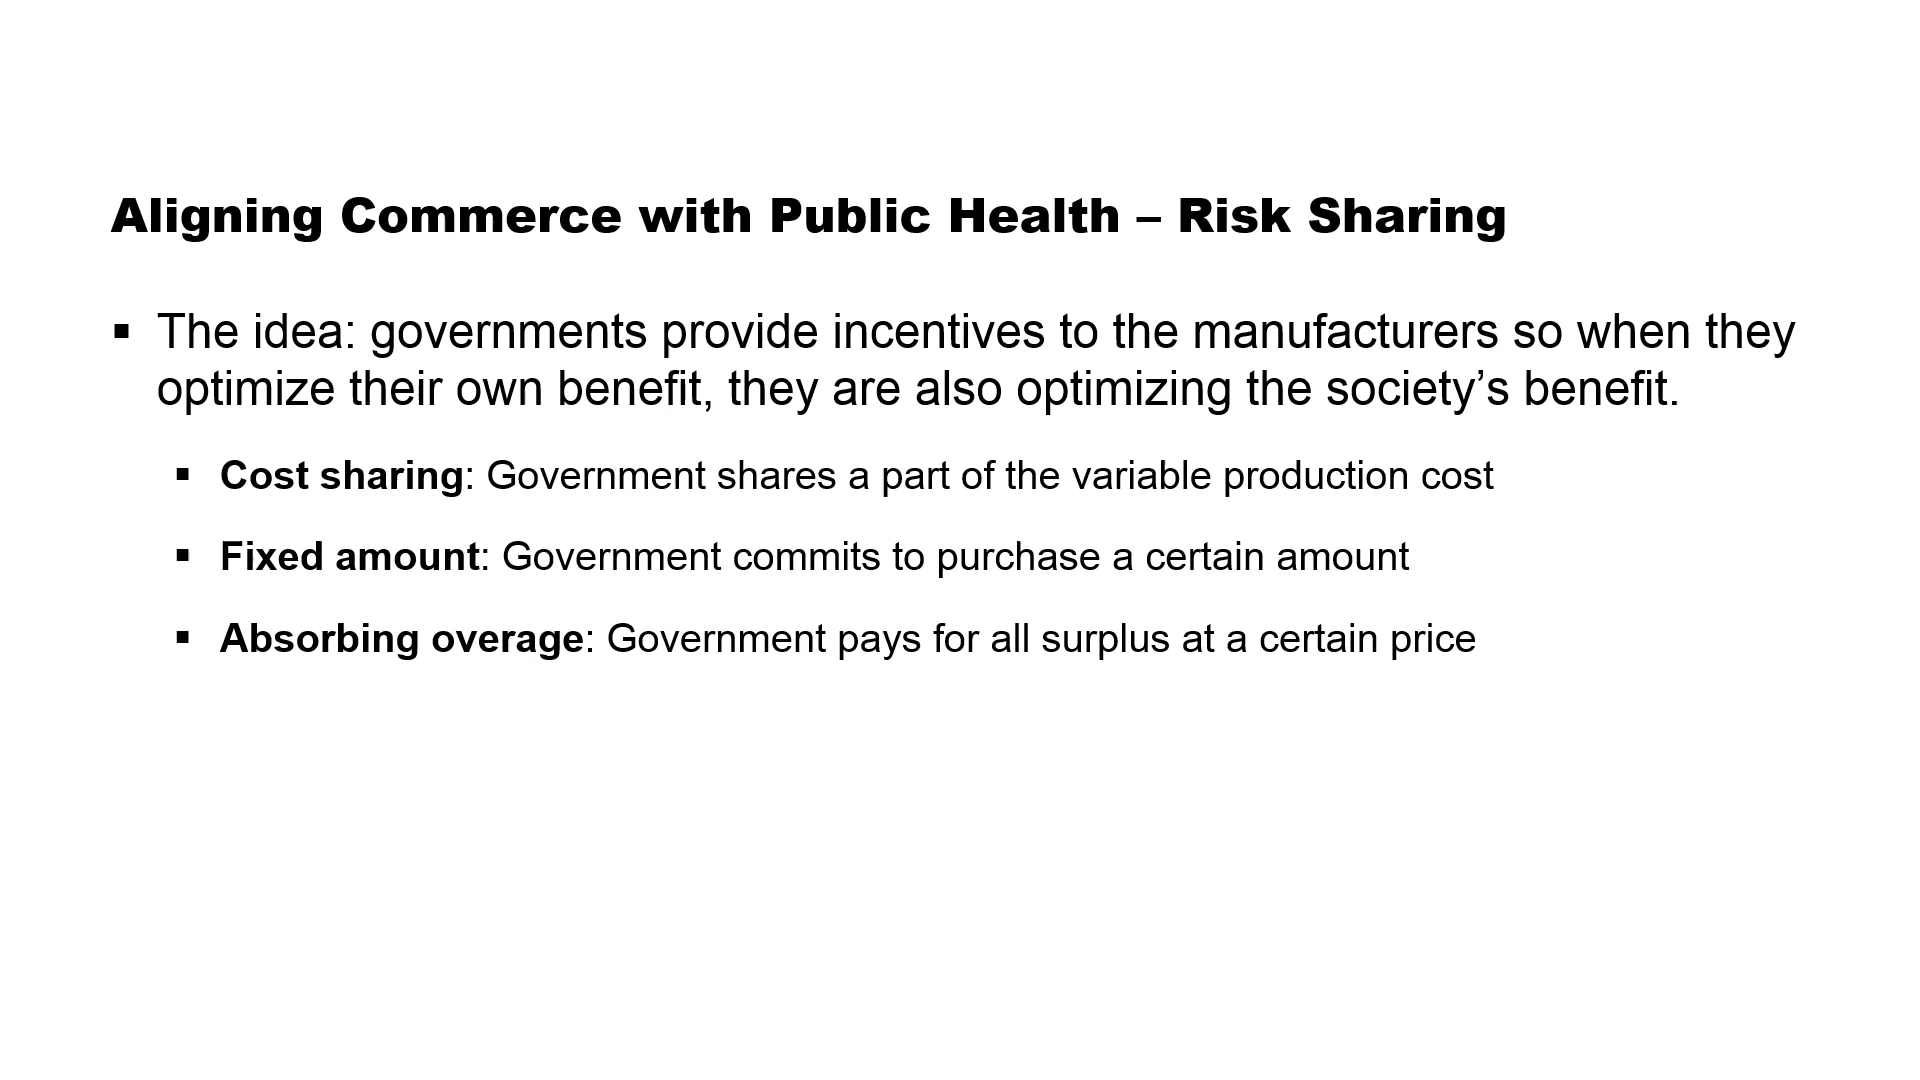 Aligning Commerce with Public Health – Risk Sharing
▪ The idea: governments provide incentives to the manufacturers so when they
optimize their own benefit, they are also optimizing the society’s benefit.
▪ Cost sharing: Government shares a part of the variable production cost
▪ Fixed amount: Government commits to purchase a certain amount
▪ Absorbing overage: Government pays for all surplus at a certain price